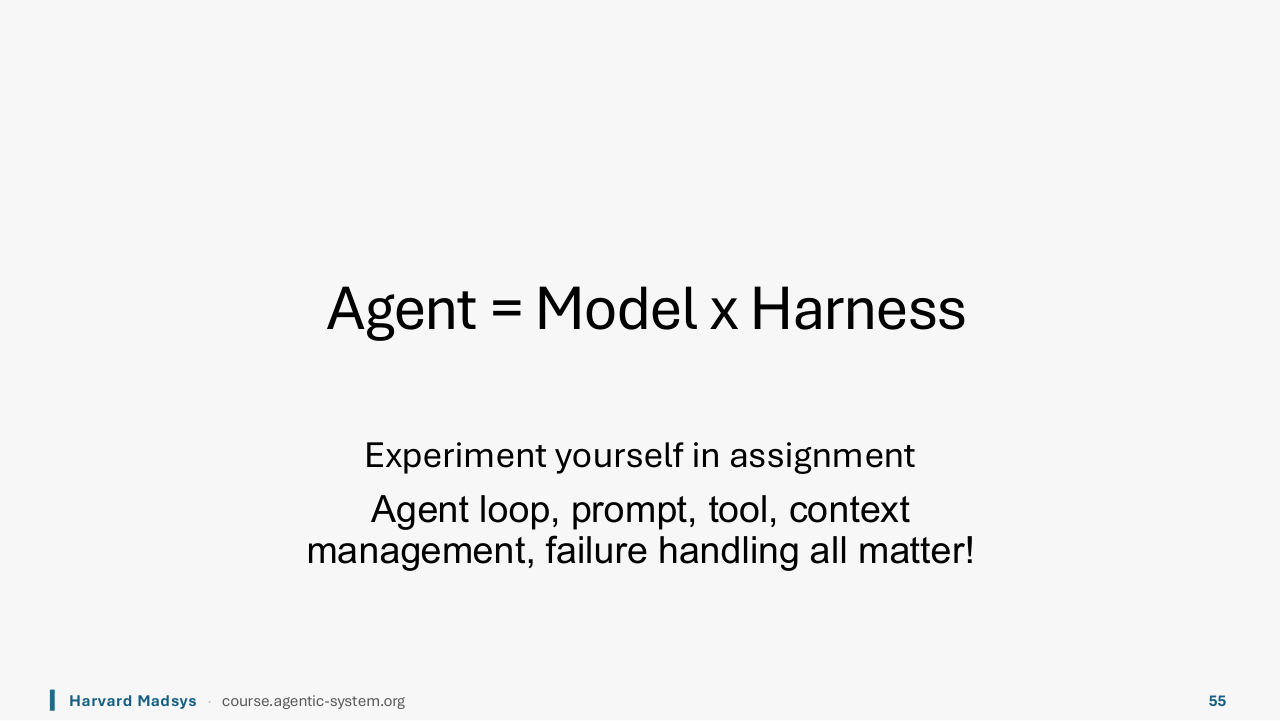 Agent = Model x Harness
Experiment yourself in assignment
Agent loop, prompt, tool, context
management, failure handling all matter!
Harvard Madsys · course.agentic-system.org
55